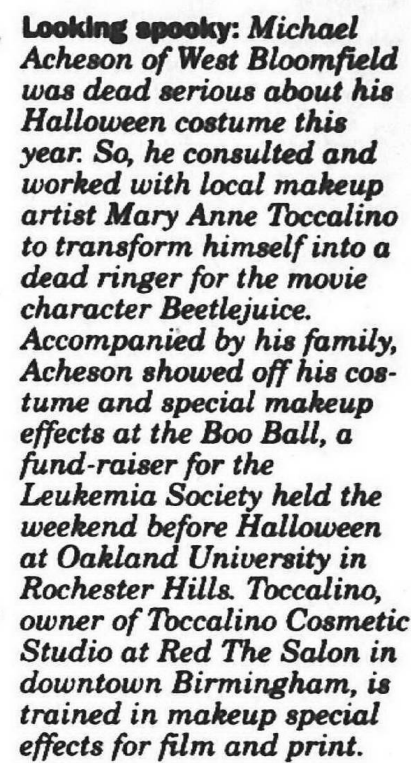 Looking spooky: Michael
Acheson of West Bloomfield
was dead serious about his
Halloween costume this
year. So, he consulted and
worked with local makeup
artist Mary Anne Toccalino
to transform himself into a
dead ringer for the movie
character Beetlejuice.
Accompanied by his family,
Acheson showed off his cos-
tume and special makeup
effects at the Boo Ball, a
fund-raiser for the
Leukemia Society held the
weekend before Halloween
at Oakland University in
Rochester Hills. Toccalino,
owner of Toccalino Cosmetic
Studio at Red The Salon in
downtown Birmingham, is
trained in makeup special
effects for film and print.